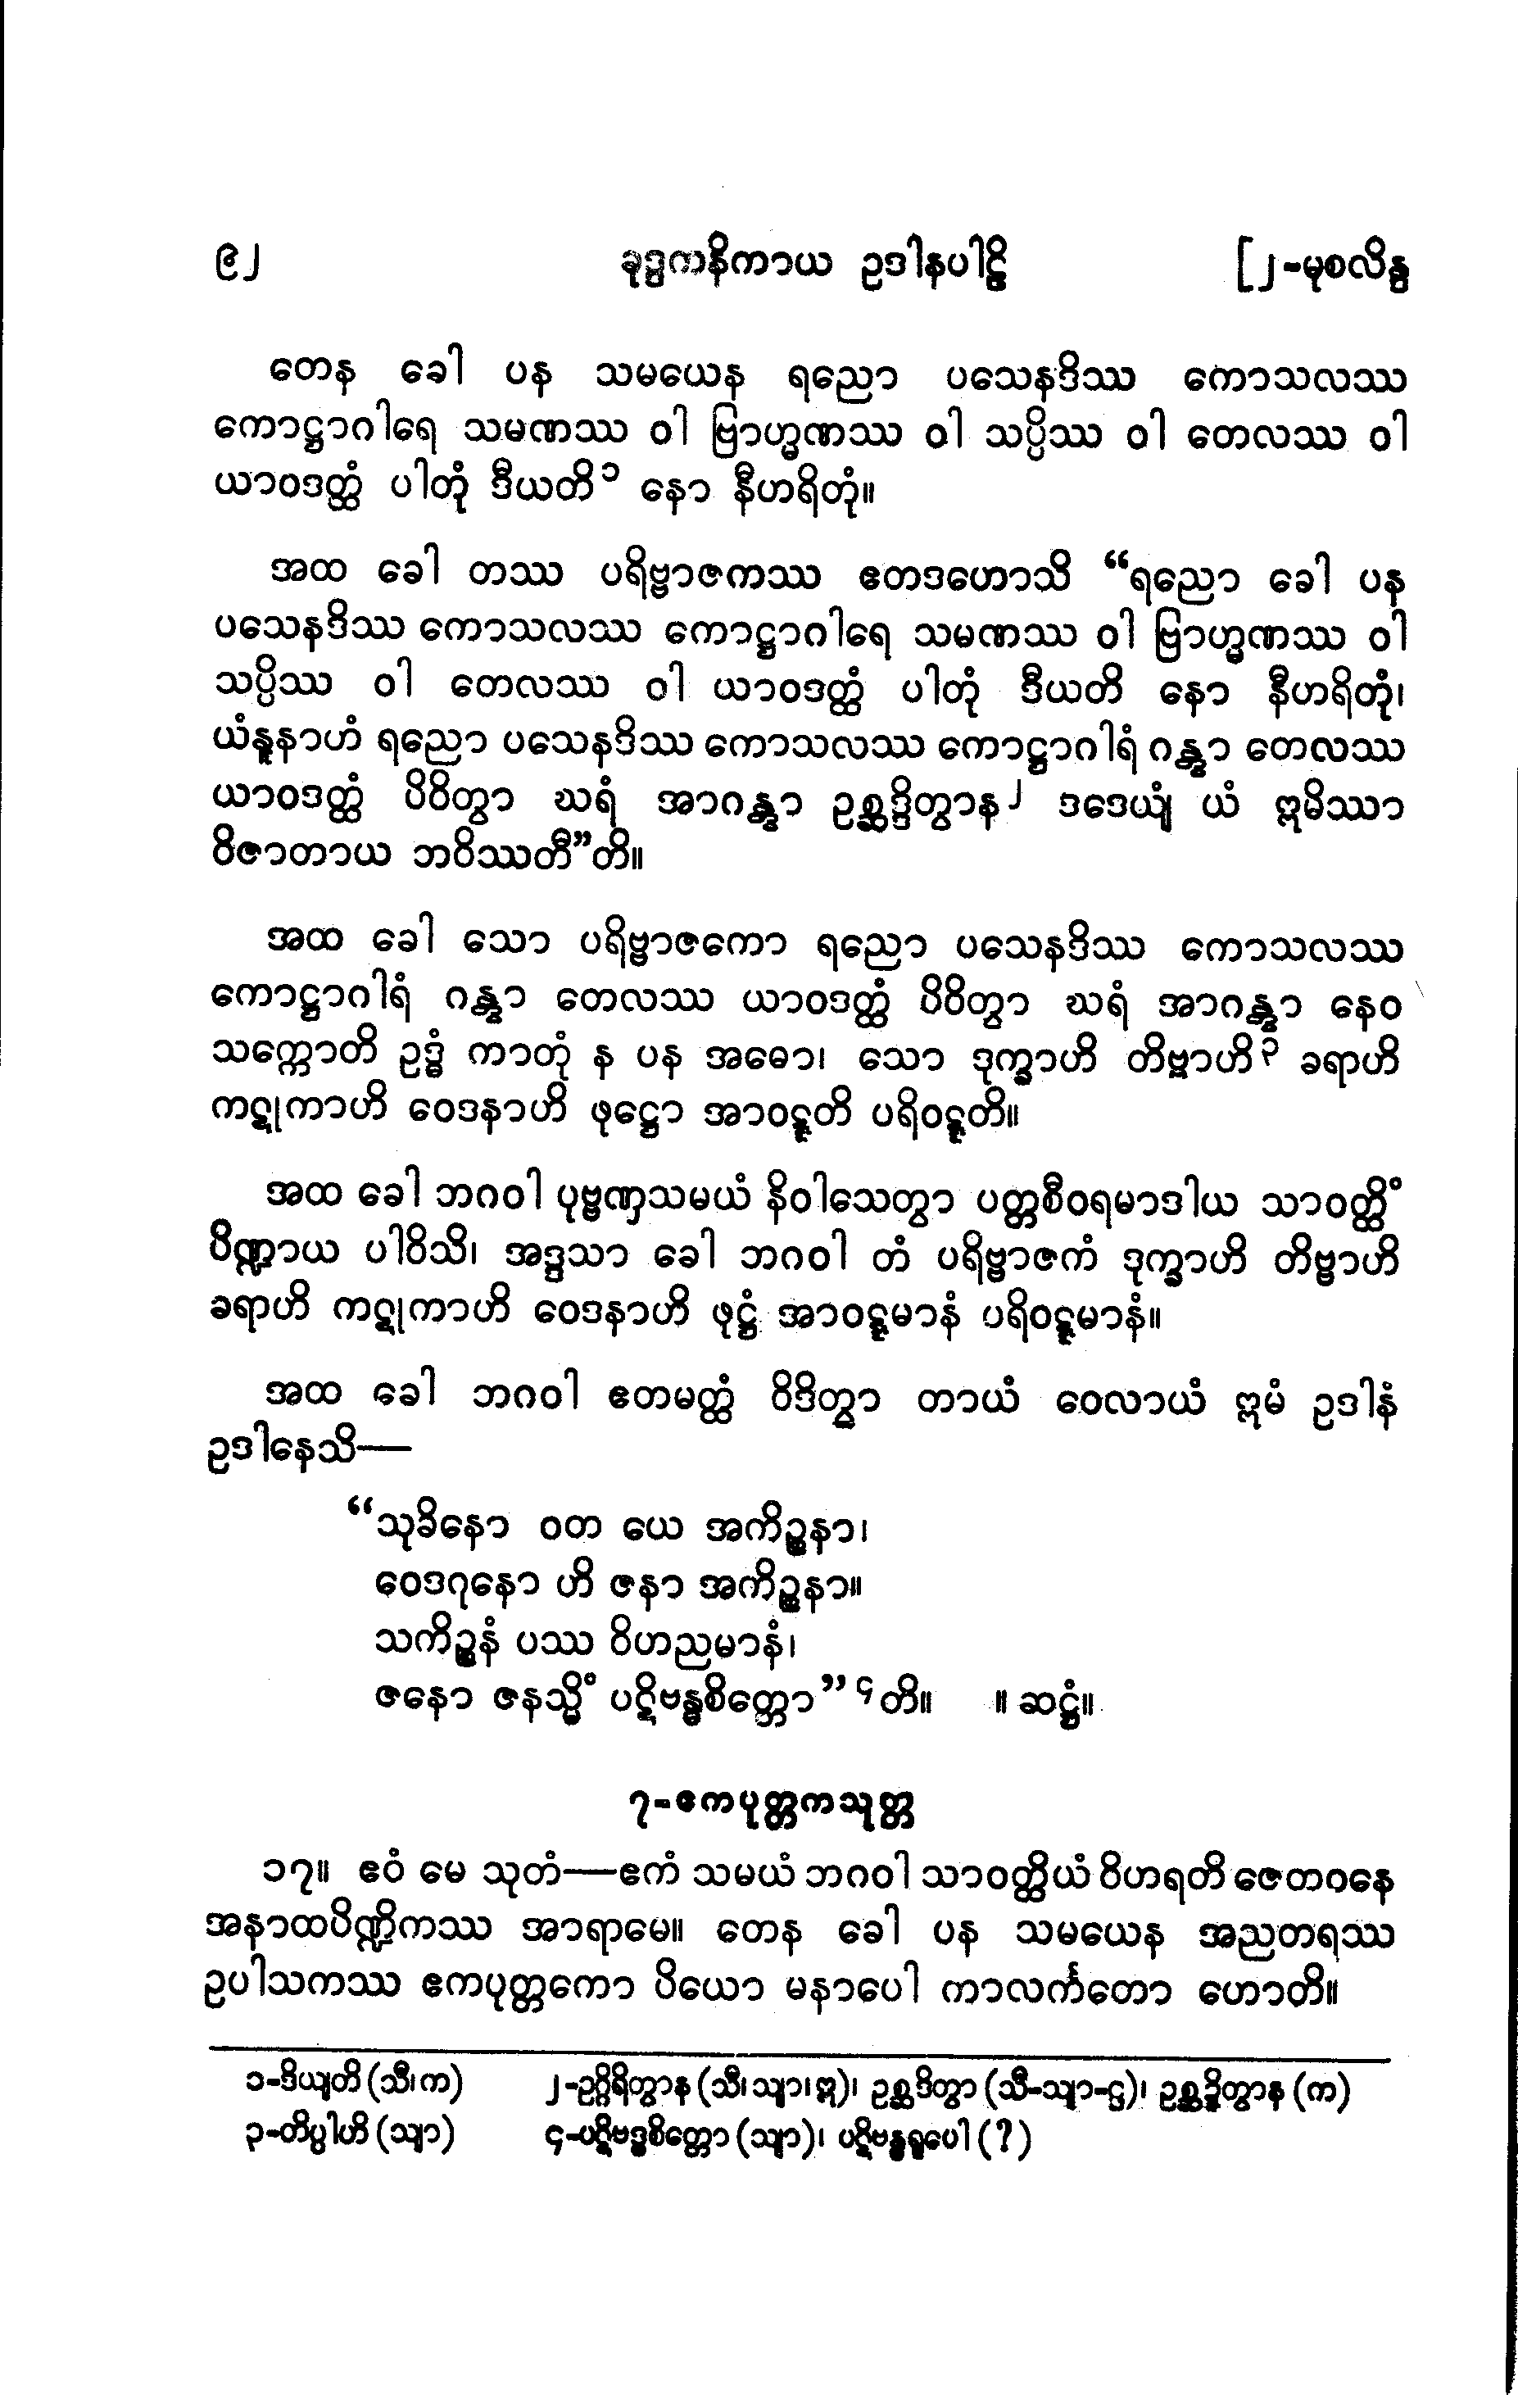 ၉၂ ခုဒ္ဒကနိကာယ ဥဒါနပါဠိ [၂-မုစလိန္ဒ
တေန ခေါ ပန သမယေန ရညော ပသေနဒိဿ ကောသလဿ
ကောဋ္ဌာဂါရေ သမဏဿ ဝါ ဗြာဟ္မဏဿ ဝါ သပ္ပိဿ ဝါ တေလဿ ဝါ
ယာဝဒတ္ထံ ပါတုံ ဒီယတိ၁ နော နီဟရိတုံ။
အထ ခေါ တဿ ပရိဗ္ဗာဇကဿ ဧတဒဟောသိ “ရညော ခေါ ပန
ပသေနဒိဿ ကောသလဿ ကောဋ္ဌာဂါရေ သမဏဿ ဝါ ဗြာဟ္မဏဿ ဝါ
သပ္ပိဿ ဝါ တေလဿ ဝါ ယာဝဒတ္ထံ ပါတုံ ဒီယတိ နော နီဟရိတုံ၊
ယံနူနာဟံ ရညော ပသေနဒိဿ ကောသလဿ ကောဋ္ဌာဂါရံ ဂန္တွာ တေလဿ
ယာဝဒတ္ထံ ပိဝိတွာ ဃရံ အာဂန္တွာ ဥစ္ဆဒ္ဒိတွာန၂ ဒဒေယျံ ယံ ဣမိဿာ
ဝိဇာတာယ ဘဝိဿတီ”တိ။
အထ ခေါ သော ပရိဗ္ဗာဇကော ရညော ပသေနဒိဿ ကောသလဿ
ကောဋ္ဌာဂါရံ ဂန္တွာ တေလဿ ယာဝဒတ္ထံ ပိဝိတွာ ဃရံ အာဂန္တွာ နေဝ
သက္ကောတိ ဥဒ္ဓံ ကာတုံ န ပန အဓော၊ သော ဒုက္ခာဟိ တိဗ္ဗာဟိ၃ ခရာဟိ
ကဋုကာဟိ ဝေဒနာဟိ ဖုဋ္ဌော အာဝဋ္ဋတိ ပရိဝဋ္ဋတိ။
အထ ခေါ ဘဂဝါ ပုဗ္ဗဏှသမယံ နိဝါသေတွာ ပတ္တစီဝရမာဒါယ သာဝတ္ထိံ
ပိဏ္ဍာယ ပါဝိသိ၊ အဒ္ဒသာ ခေါ ဘဂဝါ တံ ပရိဗ္ဗာဇကံ ဒုက္ခာဟိ တိဗ္ဗာဟိ
ခရာဟိ ကဋုကာဟိ ဝေဒနာဟိ ဖုဋ္ဌံ အာဝဋ္ဋမာနံ ပရိဝဋ္ဋမာနံ။
အထ ခေါ ဘဂဝါ ဧတမတ္ထံ ဝိဒိတွာ တာယံ ဝေလာယံ ဣမံ ဥဒါနံ
ဥဒါနေသိ—
“သုခိနော ဝတ ယေ အကိဉ္စနာ၊
ဝေဒဂုနော ဟိ ဇနာ အကိဉ္စနာ။
သကိဉ္စနံ ပဿ ဝိဟညမာနံ၊
ဇနော ဇနသ္မိံ ပဋိဗန္ဓစိတ္တော”၄တိ။ ။ ဆဋ္ဌံ။
၇-ဧကပုတ္တကသုတ္တ
၁၇။ ဧဝံ မေ သုတံ—ဧကံ သမယံ ဘဂဝါ သာဝတ္ထိယံ ဝိဟရတိ ဇေတဝနေ
အနာထပိဏ္ဍိကဿ အာရာမေ။ တေန ခေါ ပန သမယေန အညတရဿ
ဥပါသကဿ ဧကပုတ္တကော ပိယော မနာပေါ ကာလင်္ကတော ဟောတိ။
၁-ဒိယျတိ (သီ၊က) ၂-ဥဂ္ဂိရိတွာန (သီ၊သျာ၊ဣ)၊ ဥစ္ဆဒိတွာ (သီ-သျာ-ဋ္ဌ)၊ ဥစ္ဆဒ္ဓိတွာန (က)
၃-တိပ္ပါဟိ (သျာ) ၄-ပဋိဗဒ္ဓစိတ္တော (သျာ)၊ ပဋိဗန္ဓရူပေါ (?)